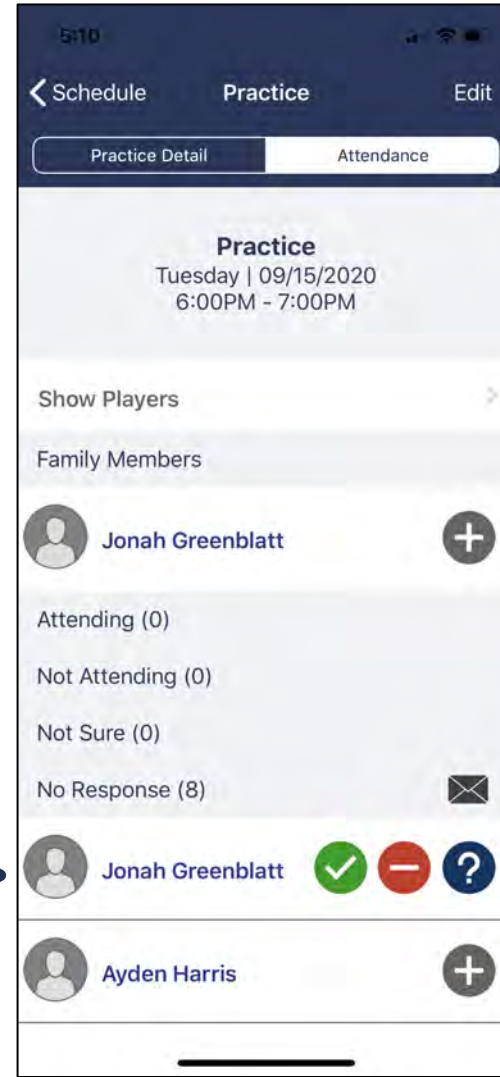 5:10
Schedule Practice Edit
Practice Detail Attendance
Practice
Tuesday | 09/15/2020
6:00PM - 7:00PM
Show Players
Family Members
Jonah Greenblatt
Attending (0)
Not Attending (0)
Not Sure (0)
No Response (8)
Jonah Greenblatt
Ayden Harris